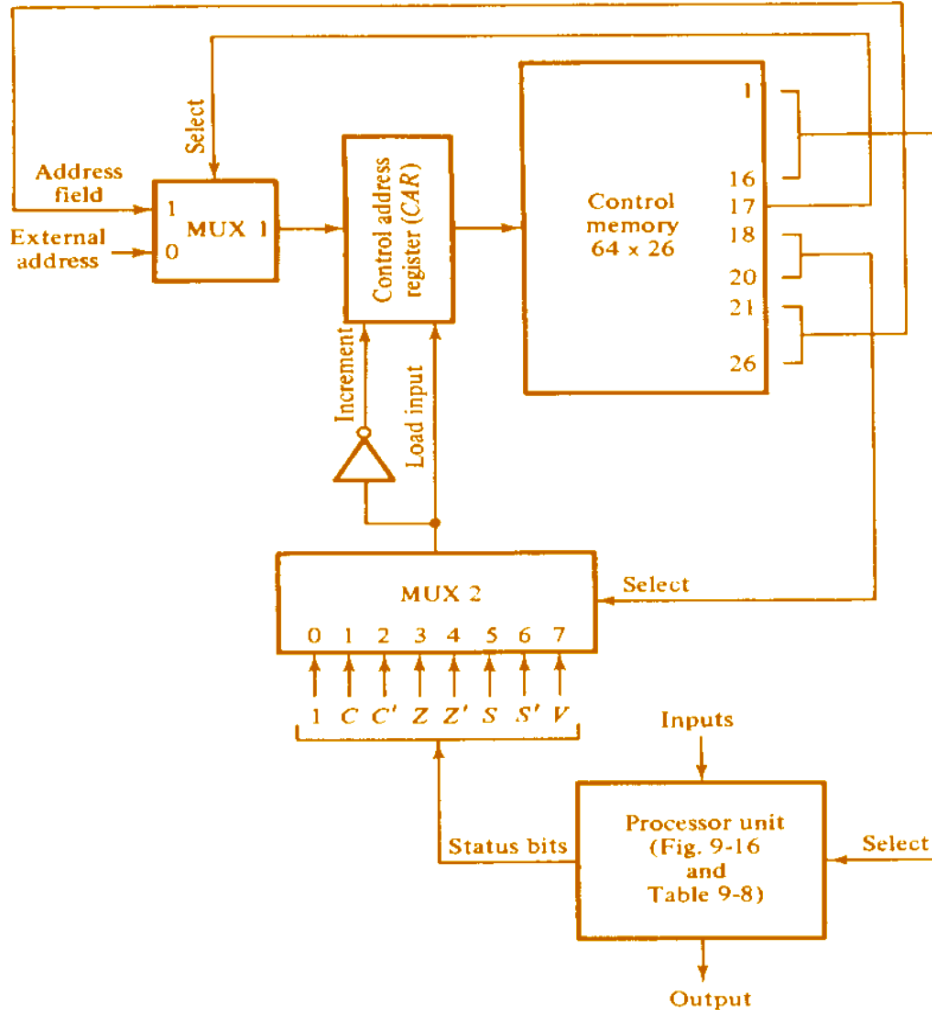 1
16
17
18
20
21
26
Control
memory
64 x 26
Select
Control address
register (CAR)
Address
field
1
MUX 1
External
address
0
Increment
Load input
MUX 2
Select
0 1 2 3 4 5 6 7
1 C C' Z Z' S S' V
Inputs
Status bits
Processor unit
(Fig. 9-16
and
Table 9-8)
Select
Output